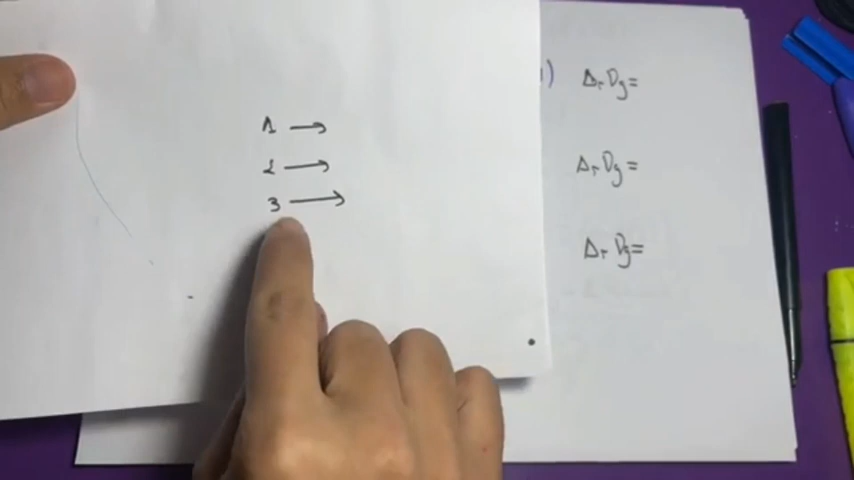 1 →
2 →
3 →
1) ΔrDg=
ΔrDg=
ΔrDg=